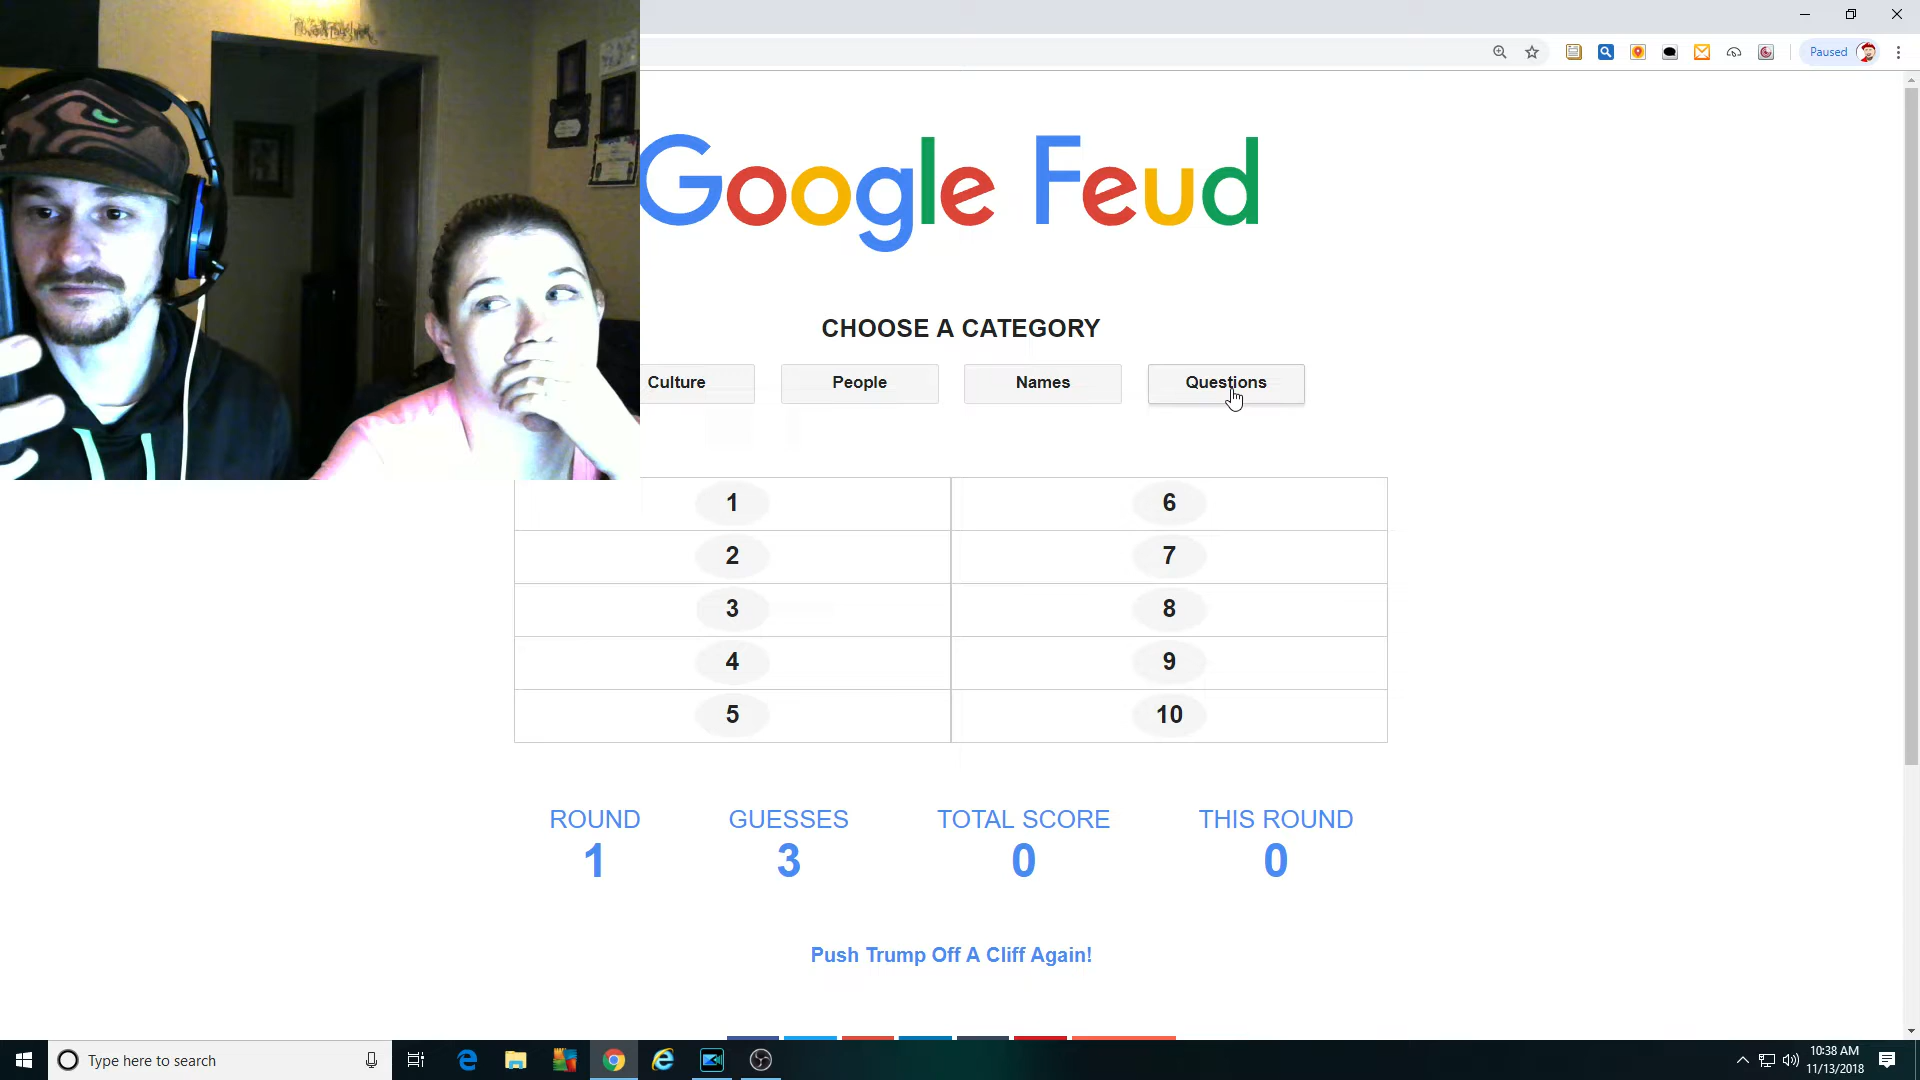 Paused
Google Feud
CHOOSE A CATEGORY
Culture
People
Names
Questions
1
6
2
7
3
8
4
9
5
10
ROUND
GUESSES
TOTAL SCORE
THIS ROUND
1
3
0
0
Push Trump Off A Cliff Again!
Type here to search
10:38 AM
11/13/2018